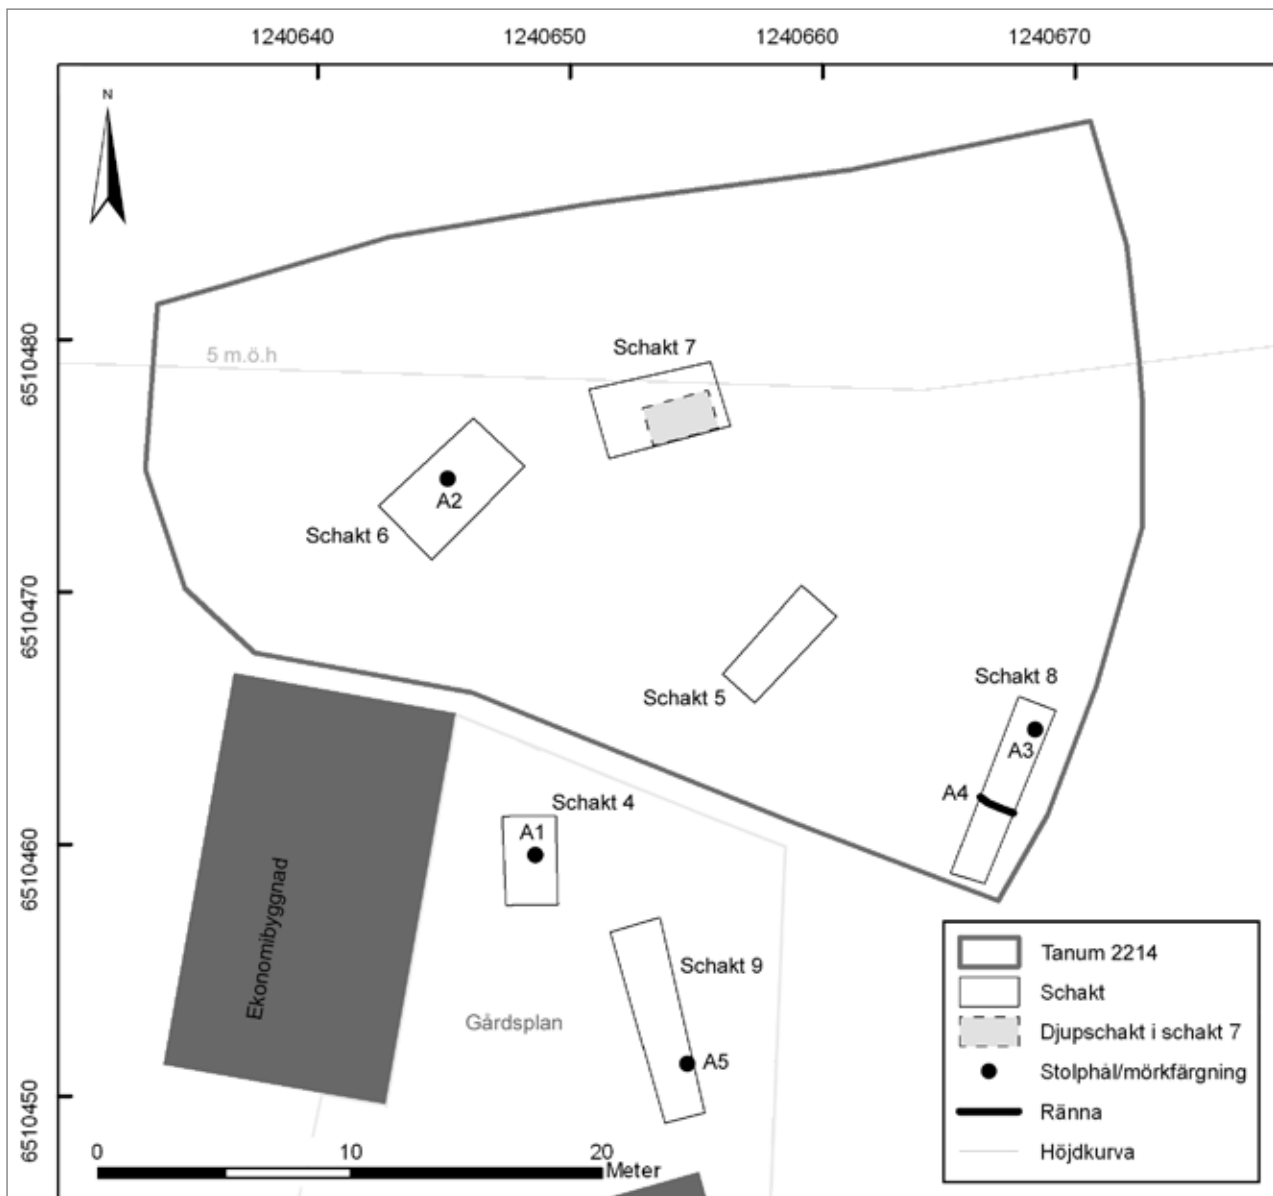 1240640
1240650
1240660
1240670
N
6510480
5 m.ö.h
Schakt 7
A2
Schakt 6
6510470
Schakt 5
Schakt 8
A3
A4
Schakt 4
A1
6510460
Ekonomibyggnad
Schakt 9
Gårdsplan
A5
6510450
0
10
20
Meter
Tanum 2214
Schakt
Djupschakt i schakt 7
Stolphål/mörkfärgning
Ränna
Höjdkurva